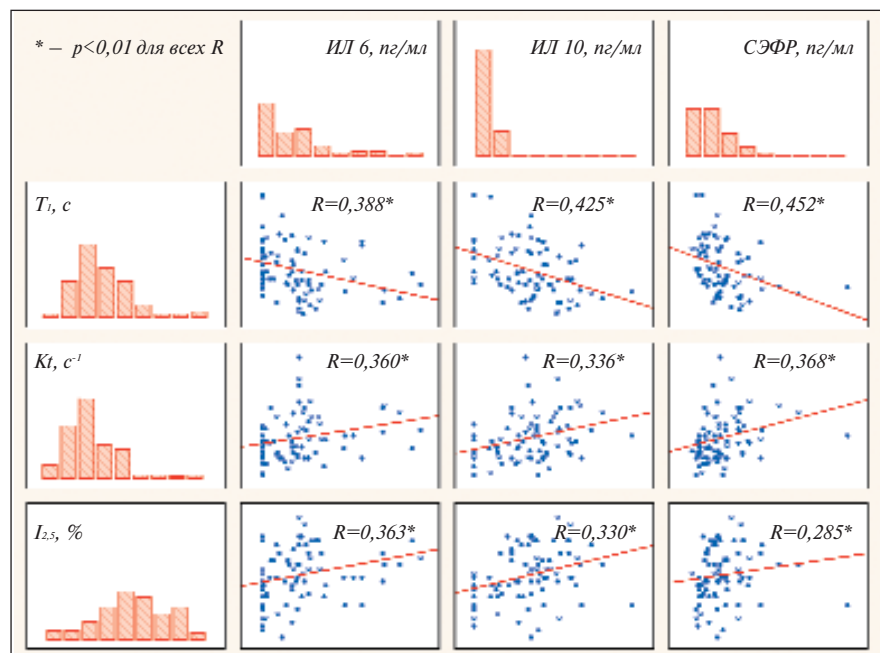 * – p<0,01 для всех R
ИЛ 6, пг/мл
ИЛ 10, пг/мл
СЭФР, пг/мл
T₁, с
R=0,388*
R=0,425*
R=0,452*
Kt, с⁻¹
R=0,360*
R=0,336*
R=0,368*
I₂,₅, %
R=0,363*
R=0,330*
R=0,285*